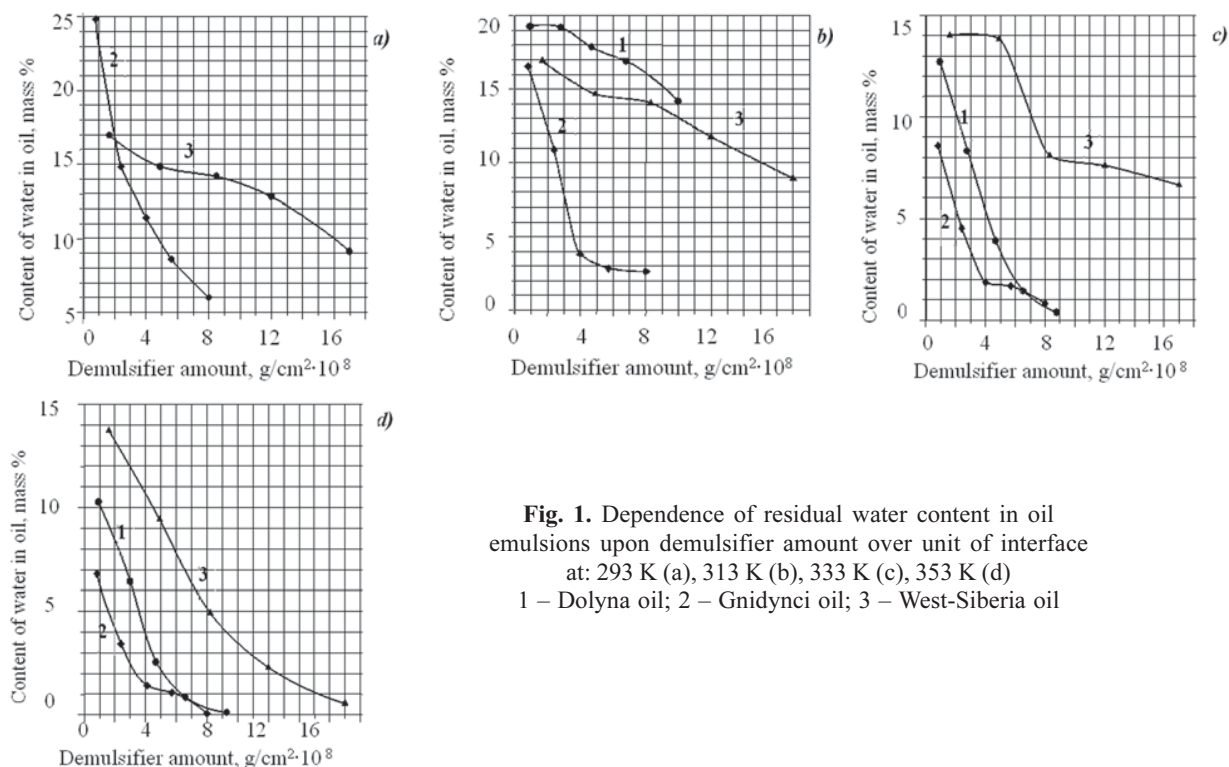 a)
Content of water in oil, mass %
25
20
15
10
5
2
3
0 4 8 12 16
Demulsifier amount, g/cm²·10⁸
b)
Content of water in oil, mass %
20
15
10
5
0
1
3
2
0 4 8 12 16
Demulsifier amount, g/cm²·10⁸
c)
Content of water in oil, mass %
15
10
5
0
1
3
2
0 4 8 12 16
Demulsifier amount, g/cm²·10⁸
d)
Content of water in oil, mass %
15
10
5
0
1
3
2
0 4 8 12 16
Demulsifier amount, g/cm²·10⁸
Fig. 1. Dependence of residual water content in oil
emulsions upon demulsifier amount over unit of interface
at: 293 K (a), 313 K (b), 333 K (c), 353 K (d)
1 – Dolyna oil; 2 – Gnidynci oil; 3 – West-Siberia oil